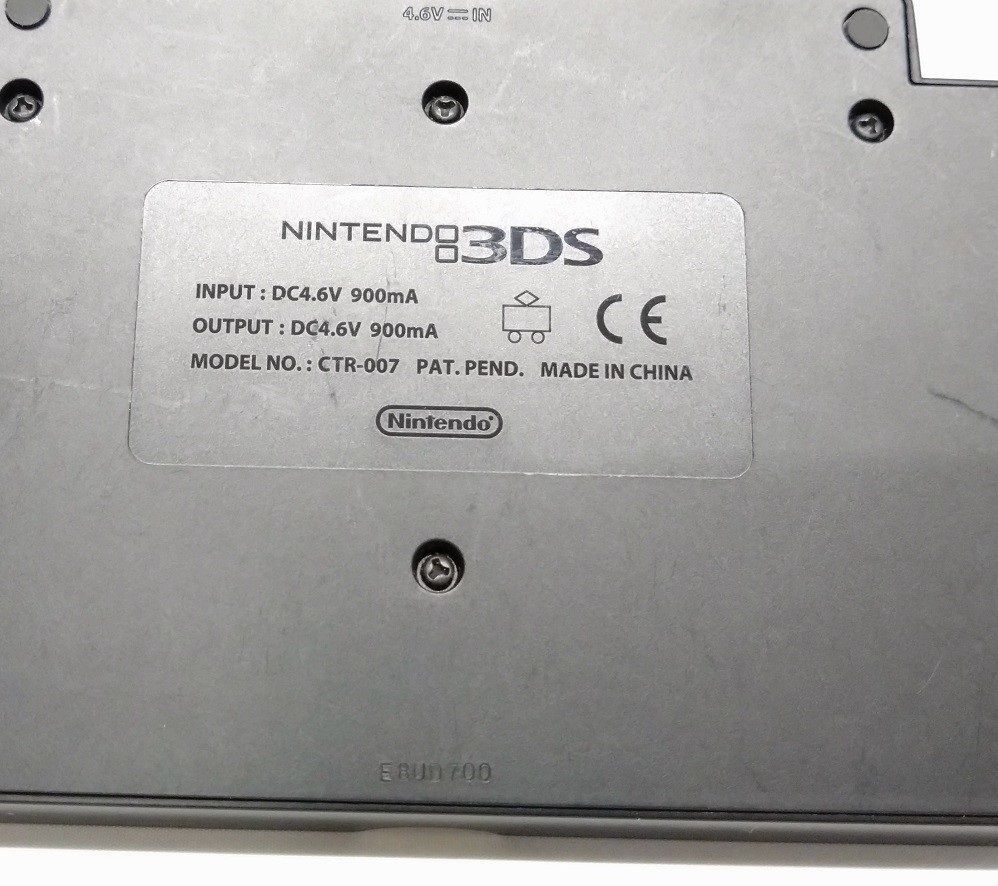 4.6V⎓IN
NINTENDO 3DS
INPUT : DC4.6V 900mA
OUTPUT : DC4.6V 900mA
CE
MODEL NO. : CTR-007 PAT. PEND. MADE IN CHINA
Nintendo®